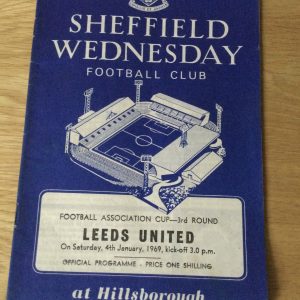 SHEFFIELD
WEDNESDAY
FOOTBALL CLUB
FOOTBALL ASSOCIATION CUP—3rd ROUND
LEEDS UNITED
On Saturday, 4th January, 1969, kick-off 3.0 p.m.
OFFICIAL PROGRAMME - PRICE ONE SHILLING
at Hillsborough